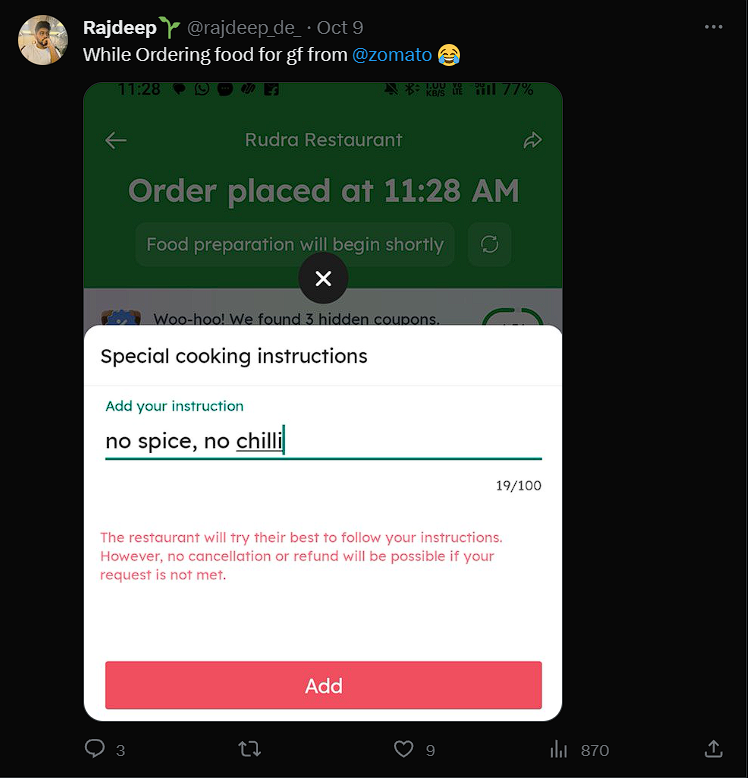 Rajdeep @rajdeep_de_ · Oct 9
While Ordering food for gf from @zomato 😂
11:28 77%
Rudra Restaurant
Order placed at 11:28 AM
Food preparation will begin shortly
Woo-hoo! We found 3 hidden coupons.
Special cooking instructions
Add your instruction
no spice, no chilli
19/100
The restaurant will try their best to follow your instructions.
However, no cancellation or refund will be possible if your
request is not met.
Add
3 9 870